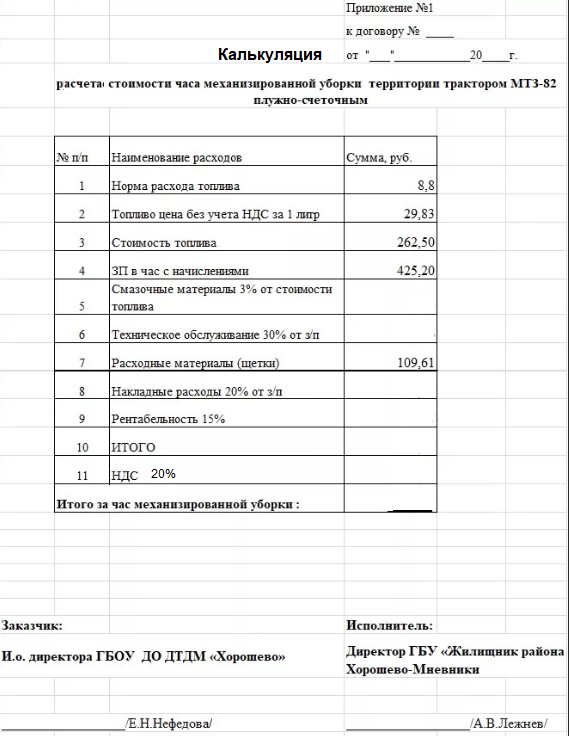 Приложение №1
к договору № ____
Калькуляция от "___"____________20____г.
расчета стоимости часа механизированной уборки территории трактором МТЗ-82
плужно-счеточным
№ п/п Наименование расходов Сумма, руб.
1 Норма расхода топлива 8,8
2 Топливо цена без учета НДС за 1 литр 29,83
3 Стоимость топлива 262,50
4 ЗП в час с начислениями 425,20
Смазочные материалы 3% от стоимости
5 топлива
6 Техническое обслуживание 30% от з/п
7 Расходные материалы (щетки) 109,61
8 Накладные расходы 20% от з/п
9 Рентабельность 15%
10 ИТОГО
11 НДС 20%
Итого за час механизированной уборки : ______
Заказчик: Исполнитель:
И.о. директора ГБОУ ДО ДТДМ «Хорошево» Директор ГБУ «Жилищник района
Хорошево-Мневники
____________________/Е.Н.Нефедова/ ____________________/А.В.Лежнев/